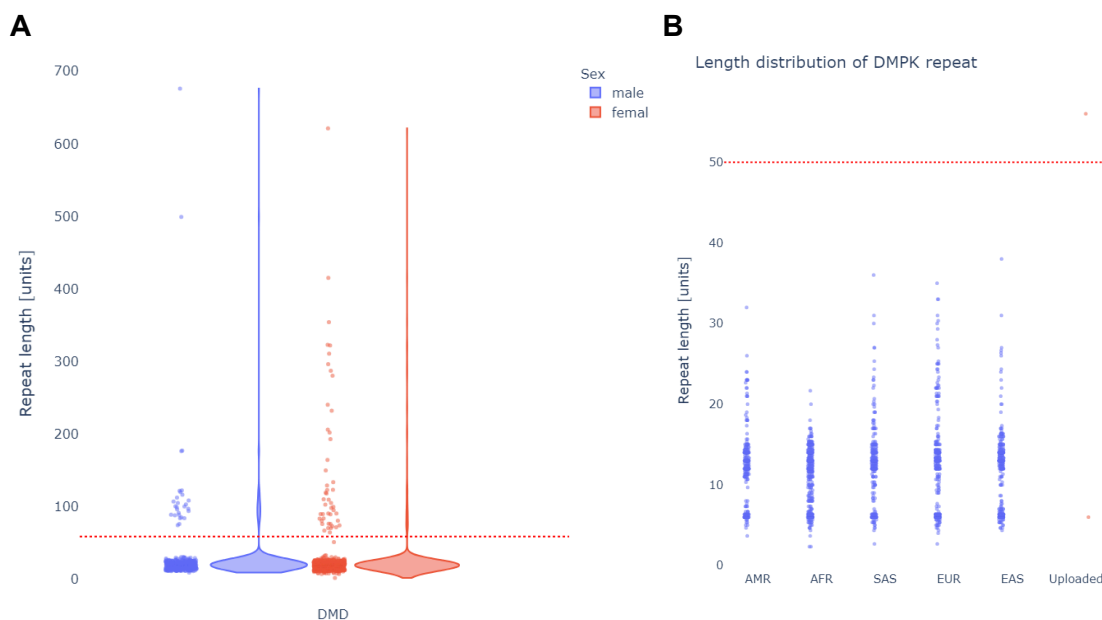 A
700
600
500
400
300
200
100
0
Repeat length [units]
DMD
Sex
male
femal
B
Length distribution of DMPK repeat
50
40
30
20
10
0
Repeat length [units]
AMR AFR SAS EUR EAS Uploaded